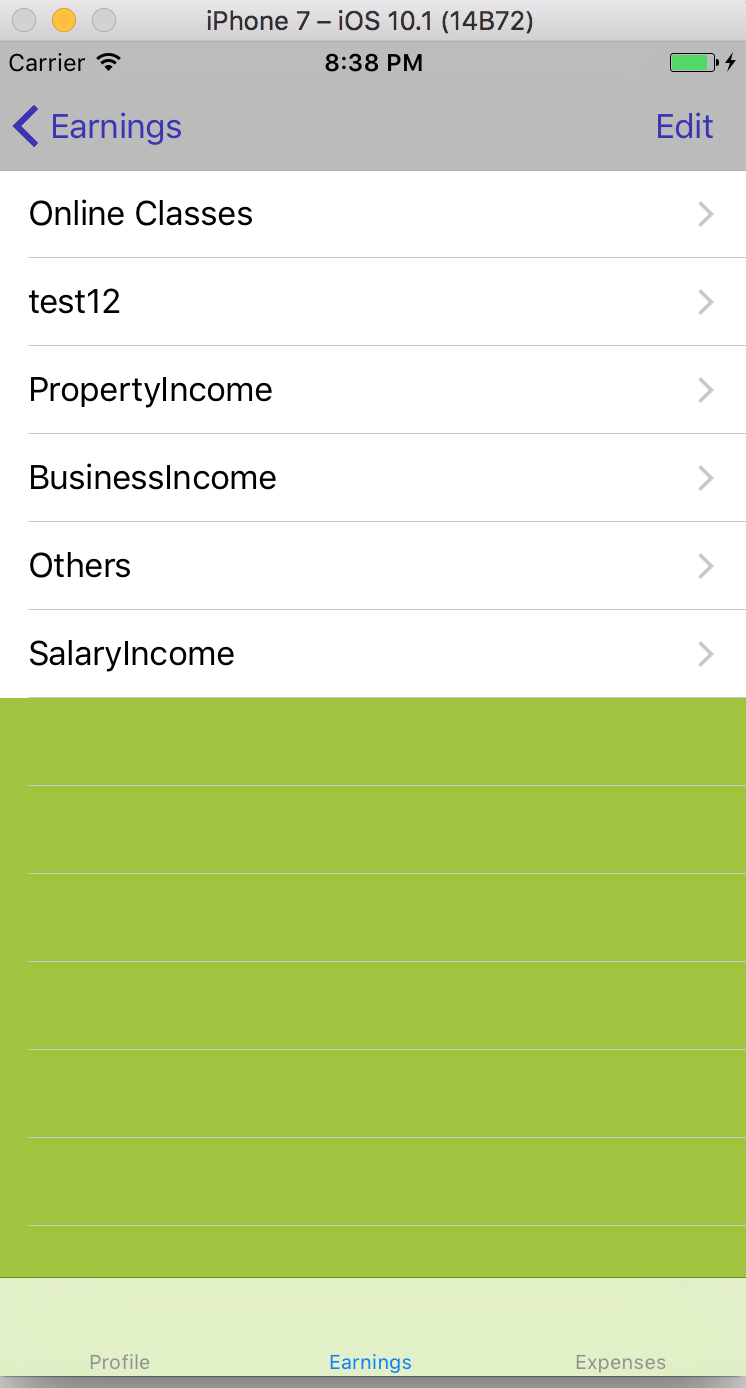 iPhone 7 – iOS 10.1 (14B72)
Carrier 8:38 PM
Earnings Edit
Online Classes
test12
PropertyIncome
BusinessIncome
Others
SalaryIncome
Profile Earnings Expenses